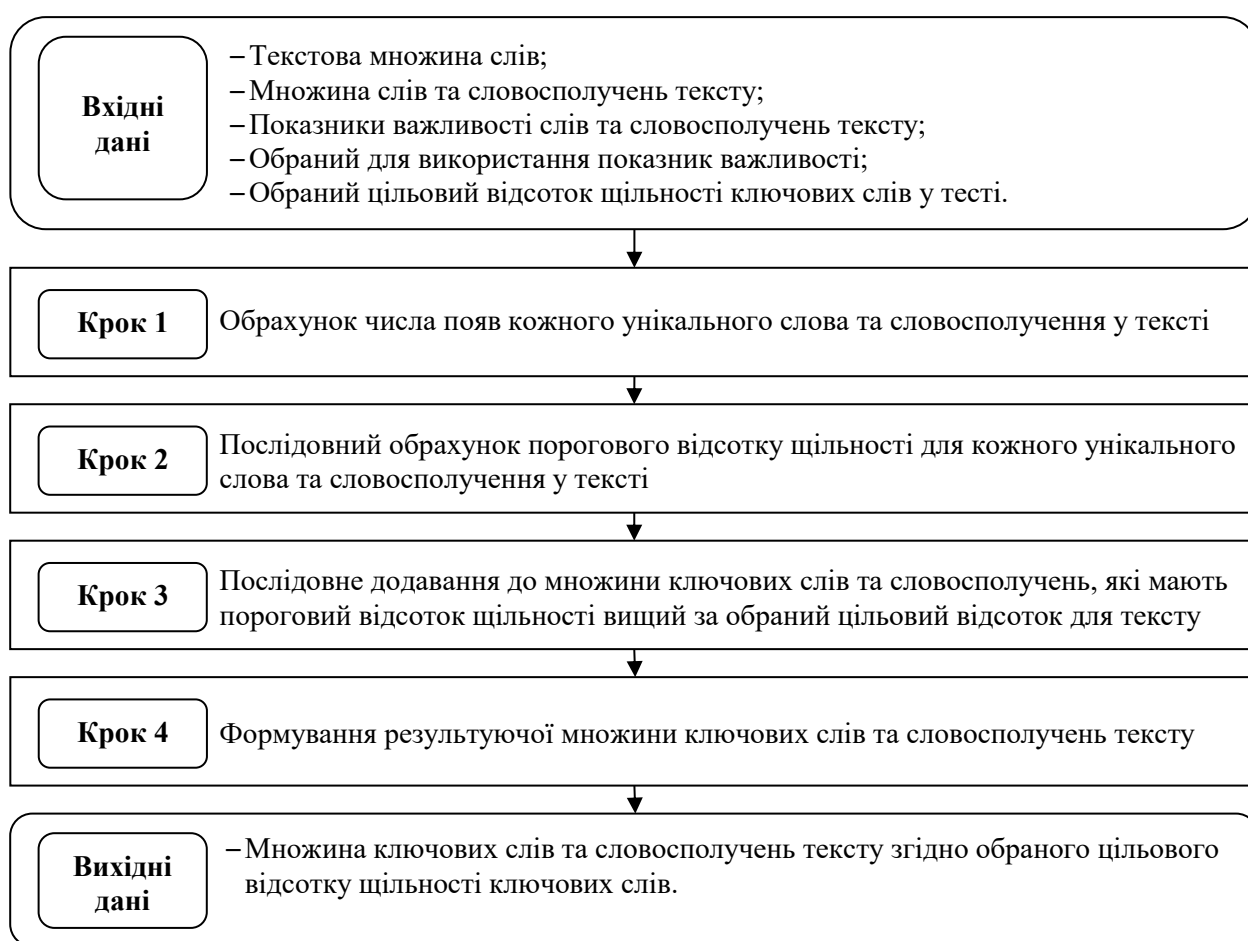 Вхідні
дані
– Текстова множина слів;
– Множина слів та словосполучень тексту;
– Показники важливості слів та словосполучень тексту;
– Обраний для використання показник важливості;
– Обраний цільовий відсоток щільності ключових слів у тесті.
Крок 1
Обрахунок числа появ кожного унікального слова та словосполучення у тексті
Крок 2
Послідовний обрахунок порогового відсотку щільності для кожного унікального
слова та словосполучення у тексті
Крок 3
Послідовне додавання до множини ключових слів та словосполучень, які мають
пороговий відсоток щільності вищий за обраний цільовий відсоток для тексту
Крок 4
Формування результуючої множини ключових слів та словосполучень тексту
Вихідні
дані
– Множина ключових слів та словосполучень тексту згідно обраного цільового
відсотку щільності ключових слів.